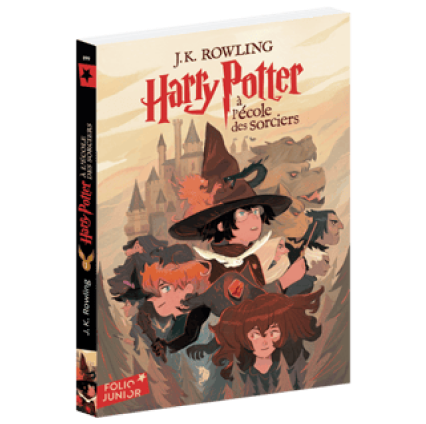 J.K. ROWLING
Harry Potter
à
l'école
des sorciers
Harry Potter
À L'ÉCOLE
DES SORCIERS
J. K. Rowling
FOLIO
JUNIOR